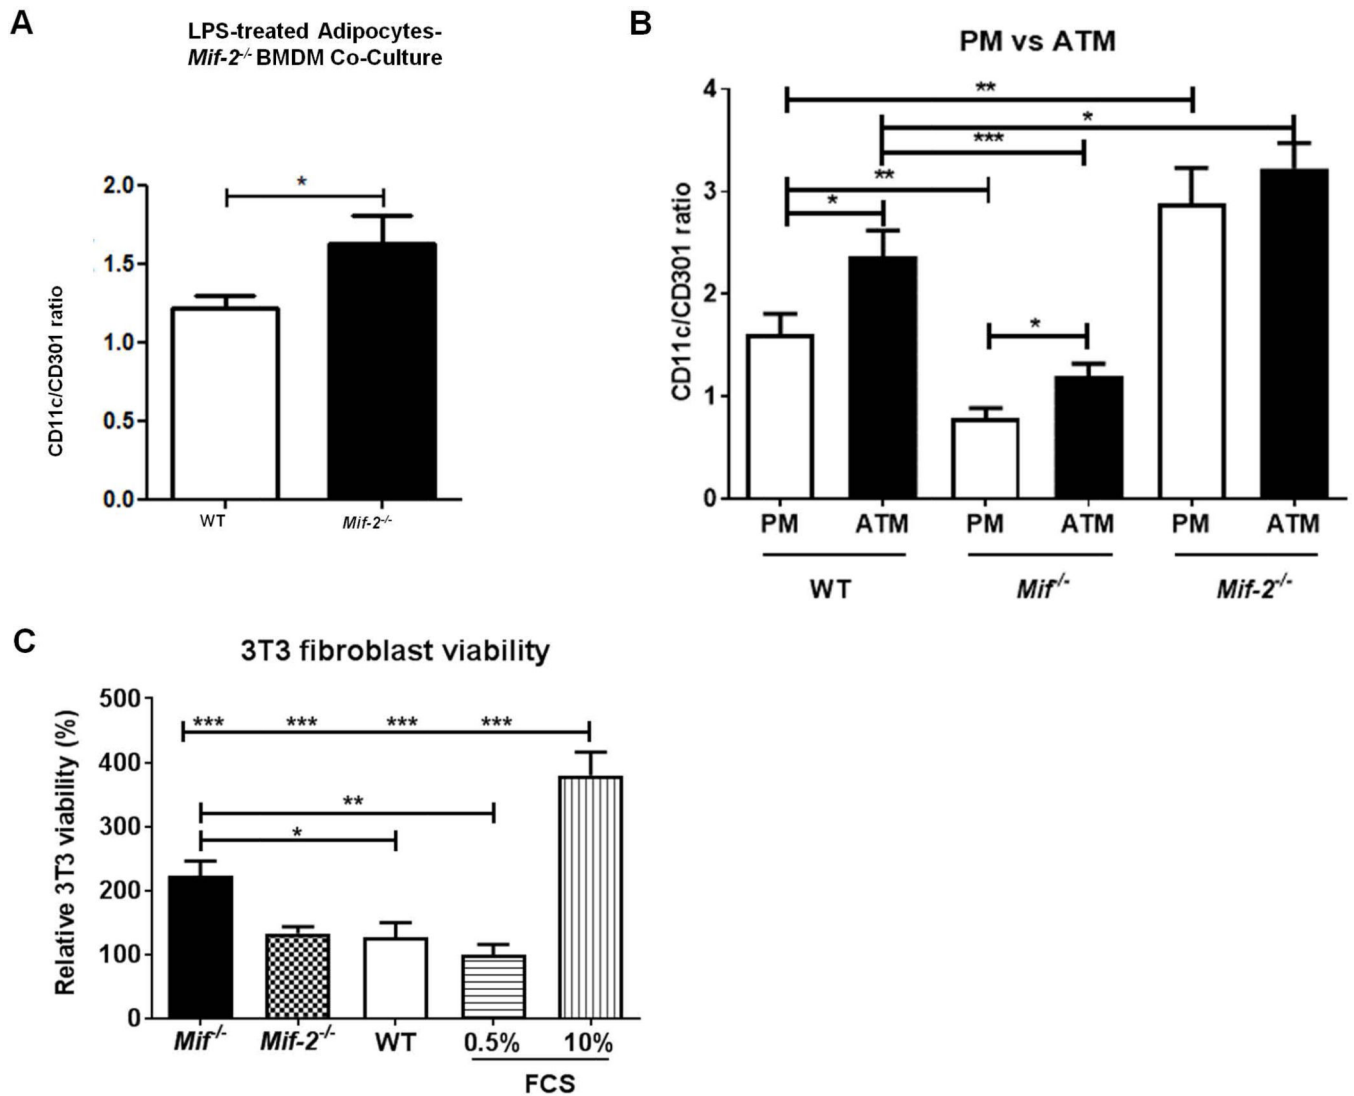 A
LPS-treated Adipocytes-
Mif-2-/- BMDM Co-Culture
CD11c/CD301 ratio
2.0
1.5
1.0
0.5
0.0
*
WT
Mif-2-/-
B
PM vs ATM
CD11c/CD301 ratio
4
3
2
1
0
**
*
***
**
*
*
PM ATM PM ATM PM ATM
WT Mif-/- Mif-2-/-
C
3T3 fibroblast viability
Relative 3T3 viability (%)
500
400
300
200
100
0
*** *** *** ***
**
*
Mif-/- Mif-2-/- WT 0.5% 10%
FCS